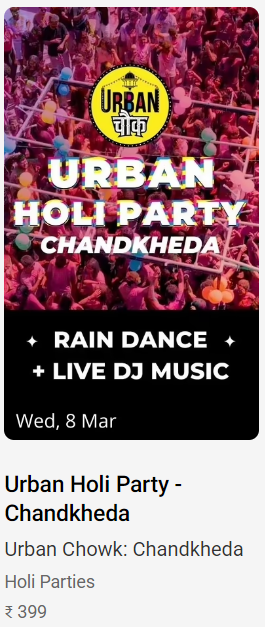 URBAN
चौक
URBAN
HOLI PARTY
CHANDKHEDA
RAIN DANCE
+ LIVE DJ MUSIC
Wed, 8 Mar
Urban Holi Party -
Chandkheda
Urban Chowk: Chandkheda
Holi Parties
₹ 399